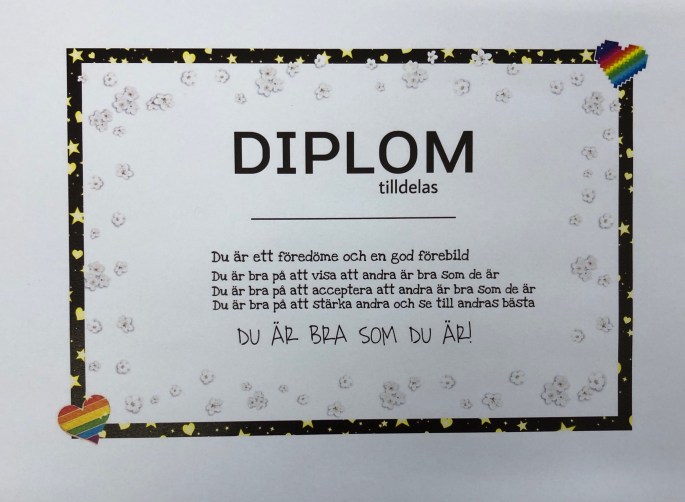 DIPLOM
tilldelas
Du är ett föredöme och en god förebild
Du är bra på att visa att andra är bra som de är
Du är bra på att acceptera att andra är bra som de är
Du är bra på att stärka andra och se till andras bästa
DU ÄR BRA SOM DU ÄR!